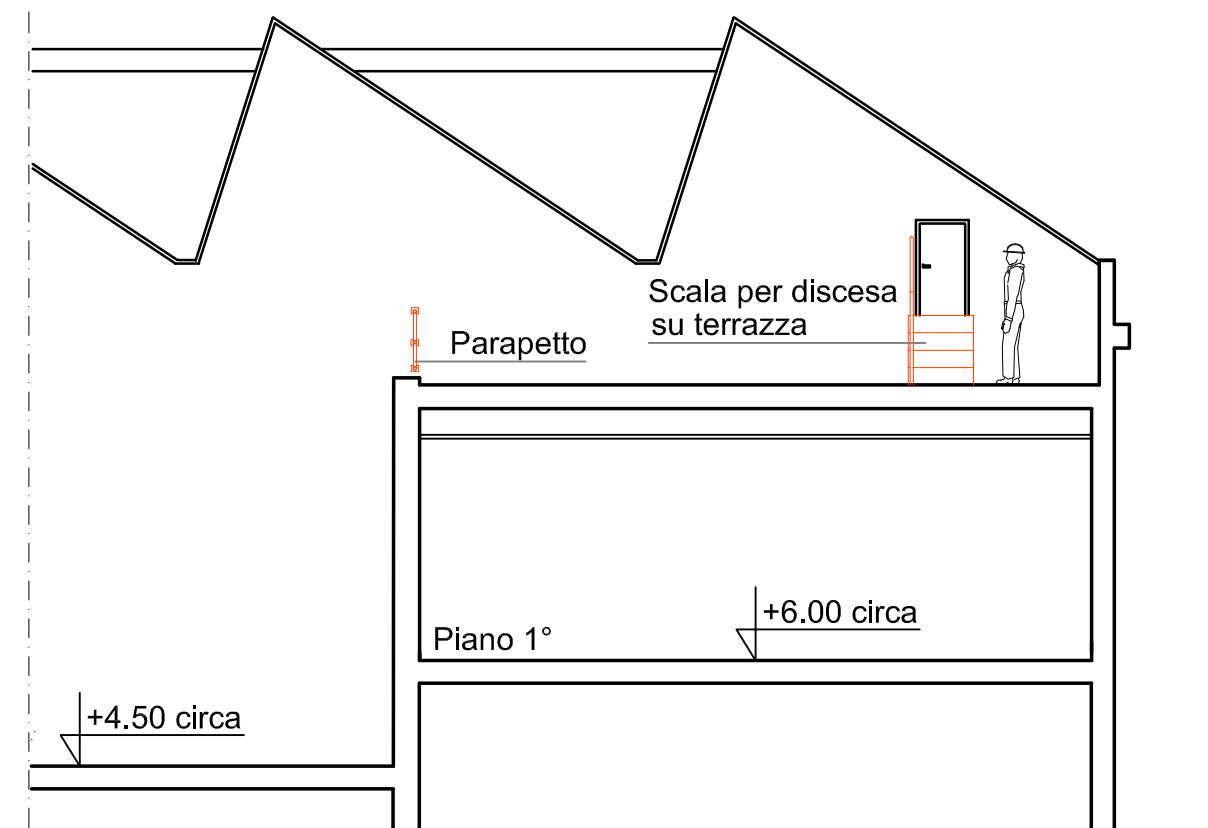 Scala per discesa
su terrazza
Parapetto
+6.00 circa
Piano 1°
+4.50 circa